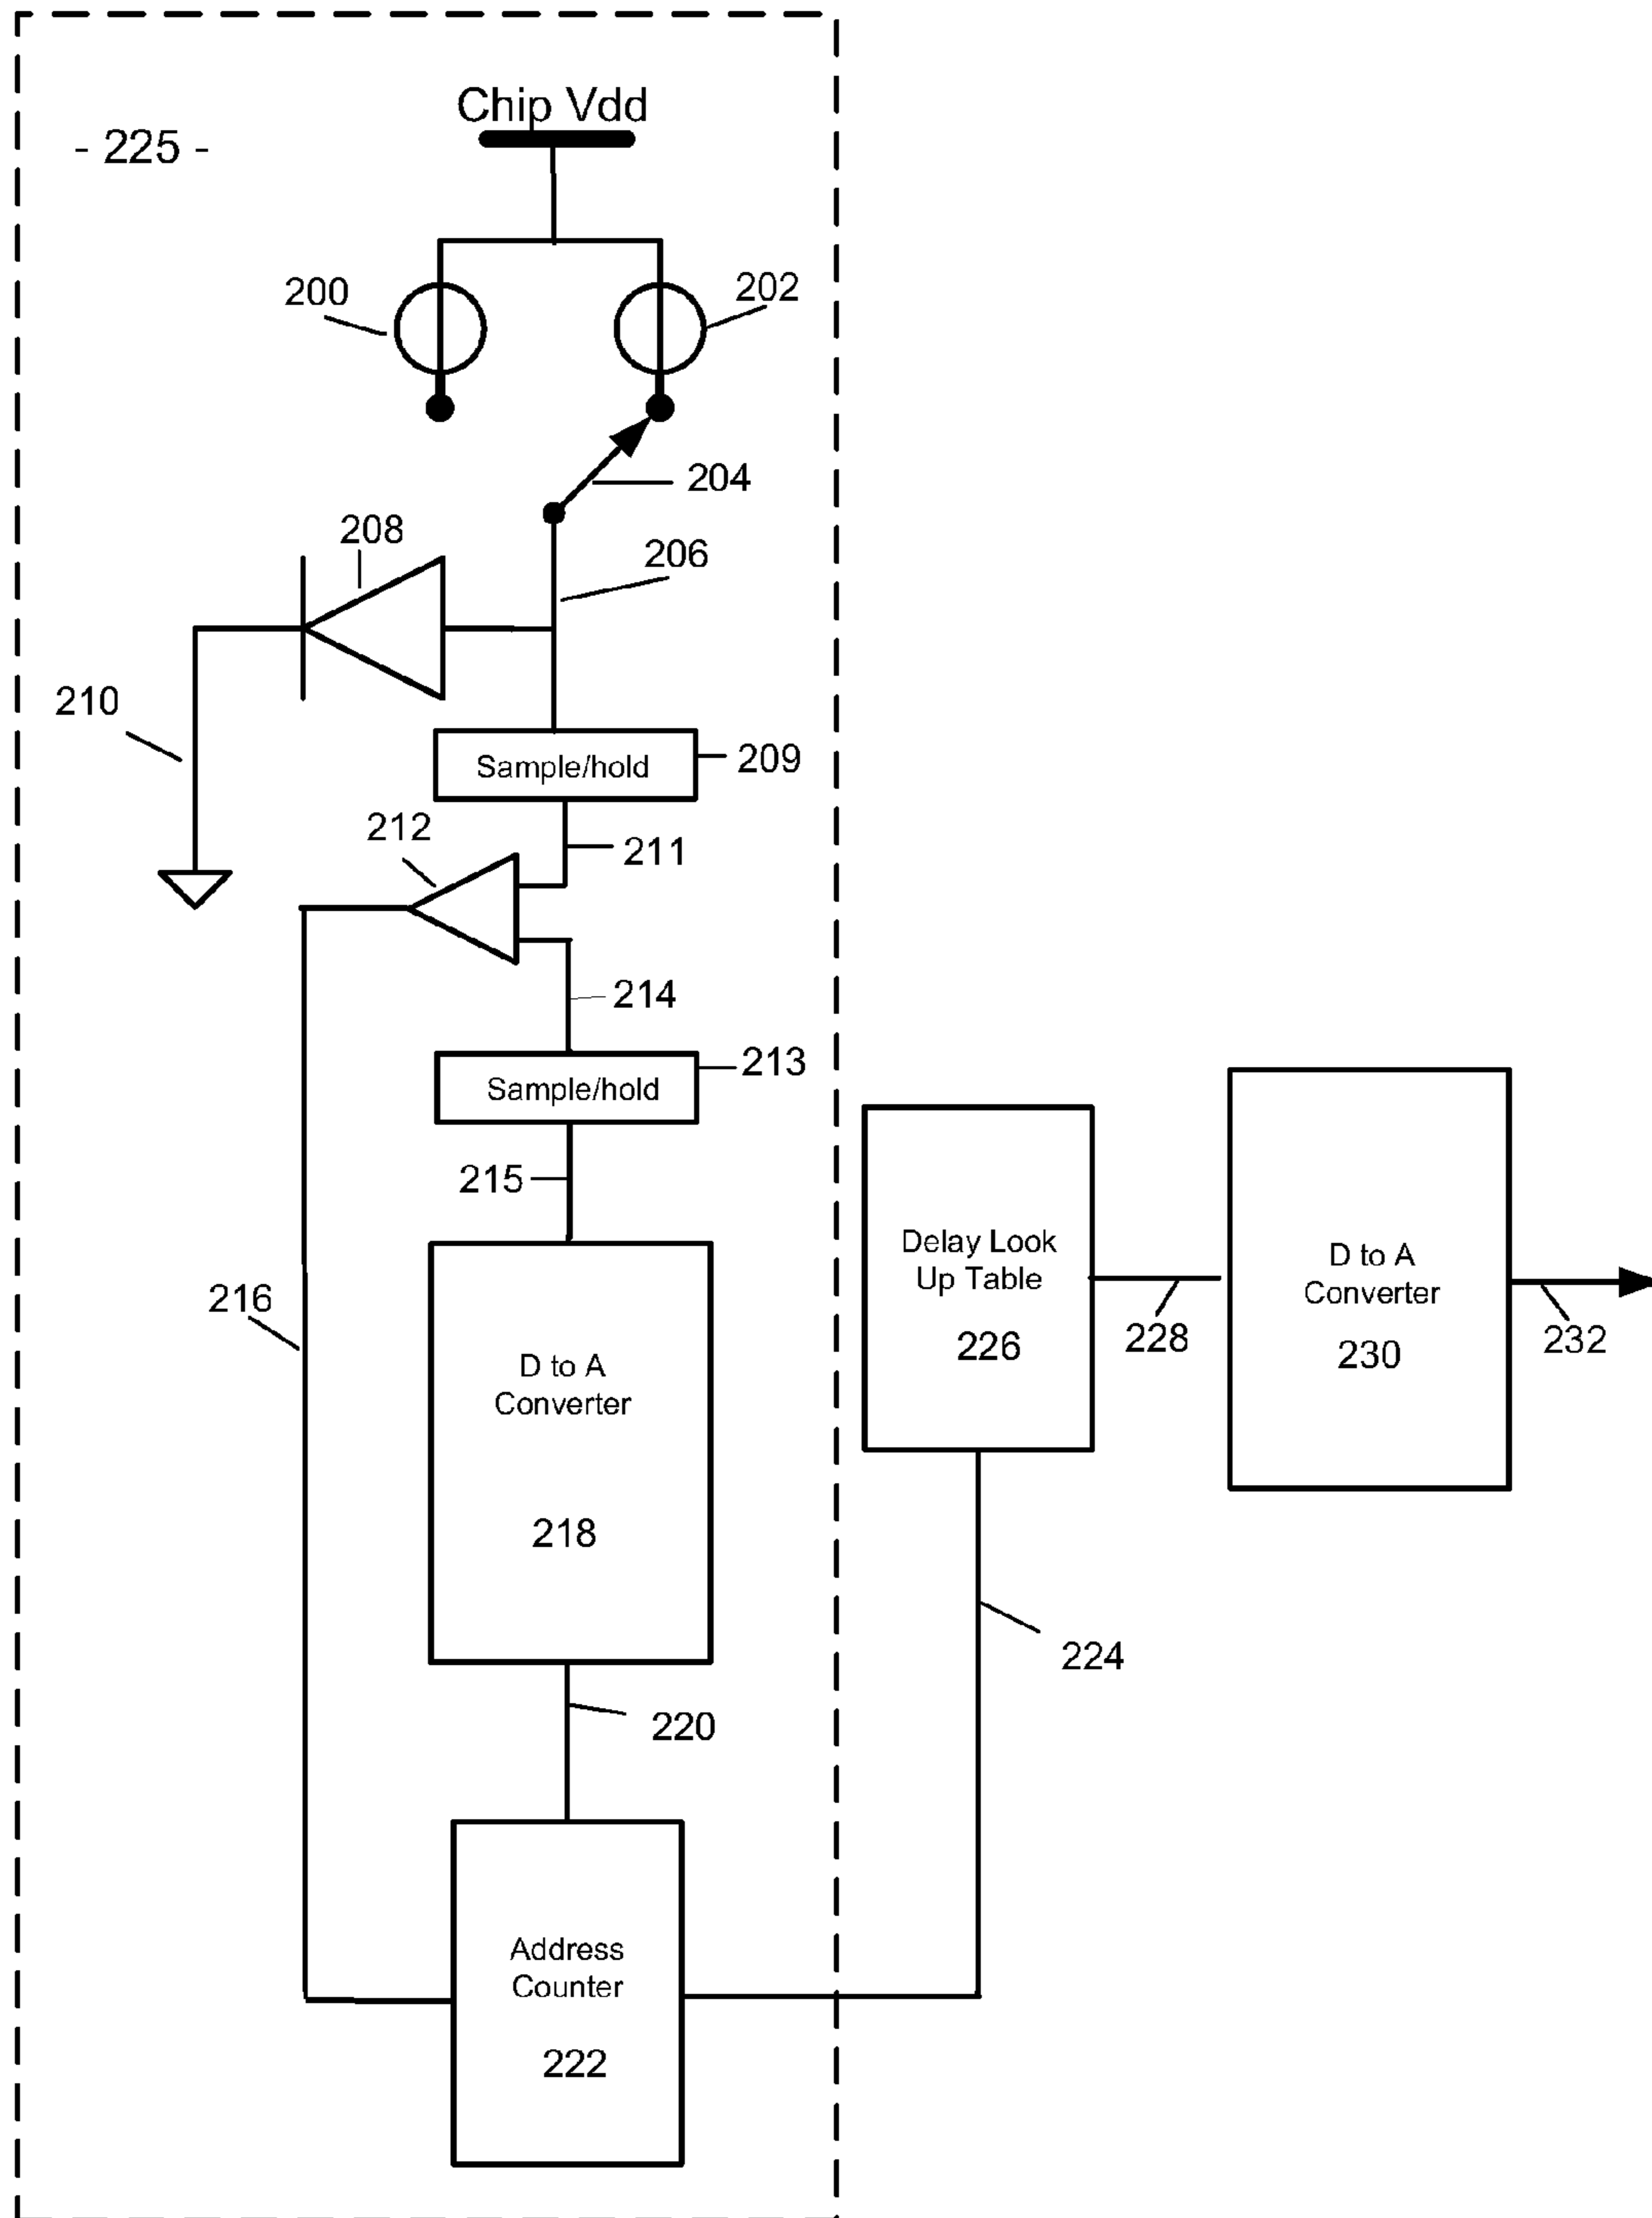 Chip Vdd
- 225 -
200
202
204
208
206
210
Sample/hold
209
212
211
214
213
Sample/hold
215
Delay Look
Up Table
226
228
D to A
Converter
230
232
216
D to A
Converter
218
224
220
Address
Counter
222